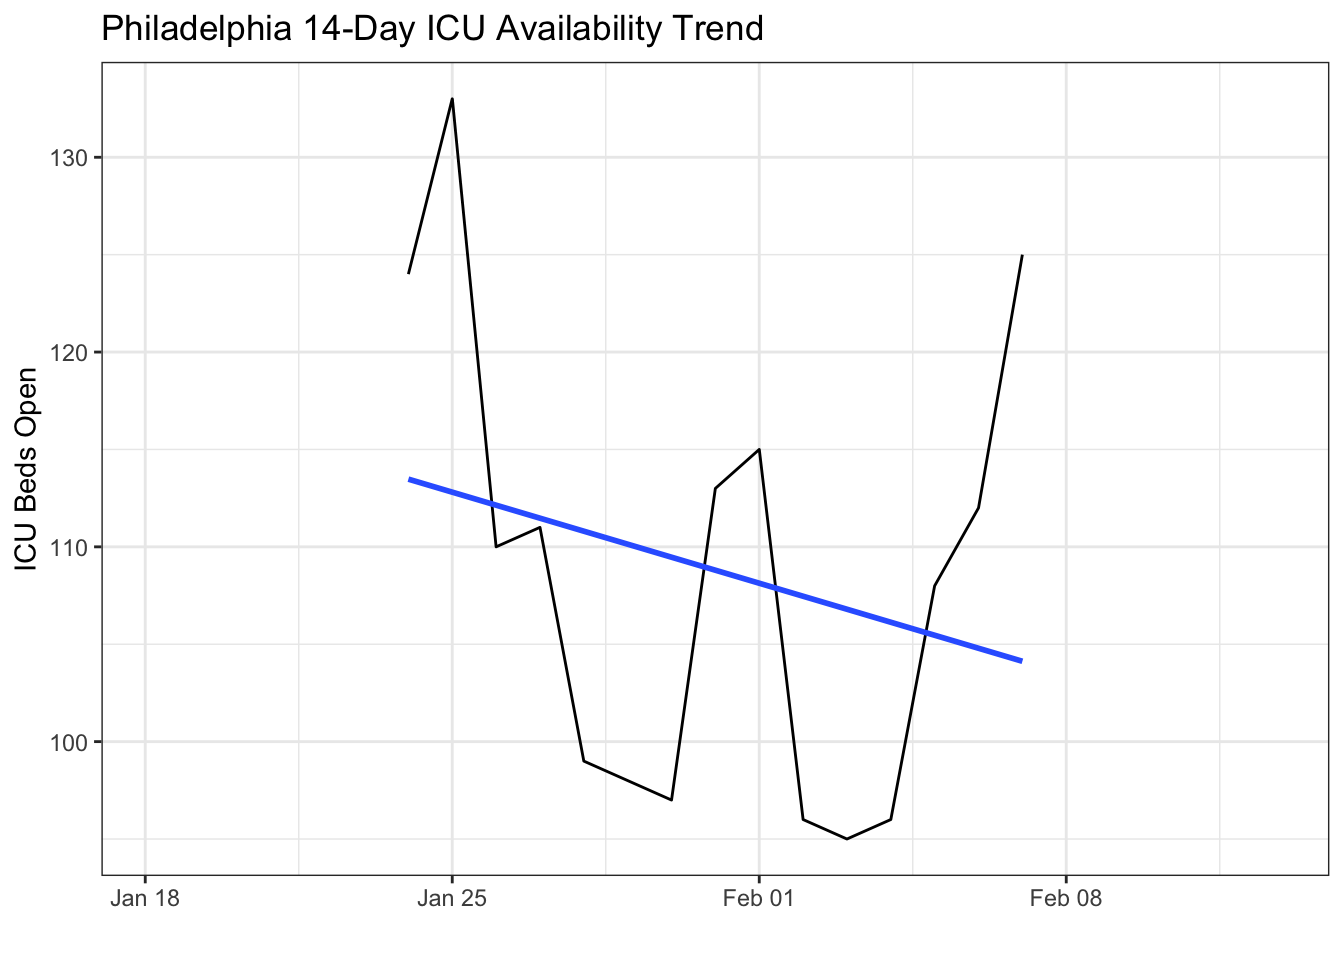 Philadelphia 14-Day ICU Availability Trend
ICU Beds Open
130
120
110
100
Jan 18
Jan 25
Feb 01
Feb 08